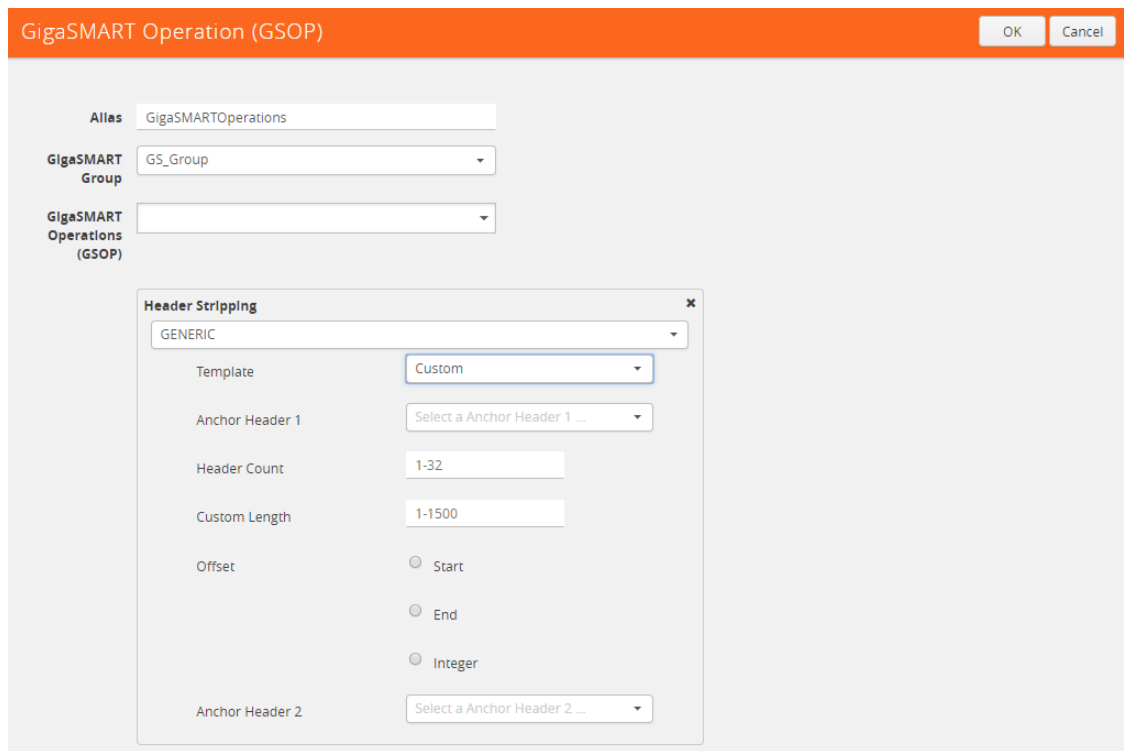 GigaSMART Operation (GSOP)
OK
Cancel
Alias
GigaSMARTOperations
GigaSMART
Group
GS_Group
GigaSMART
Operations
(GSOP)
Header Stripping
GENERIC
Template
Custom
Anchor Header 1
Select a Anchor Header 1 ...
Header Count
1-32
Custom Length
1-1500
Offset
Start
End
Integer
Anchor Header 2
Select a Anchor Header 2 ...